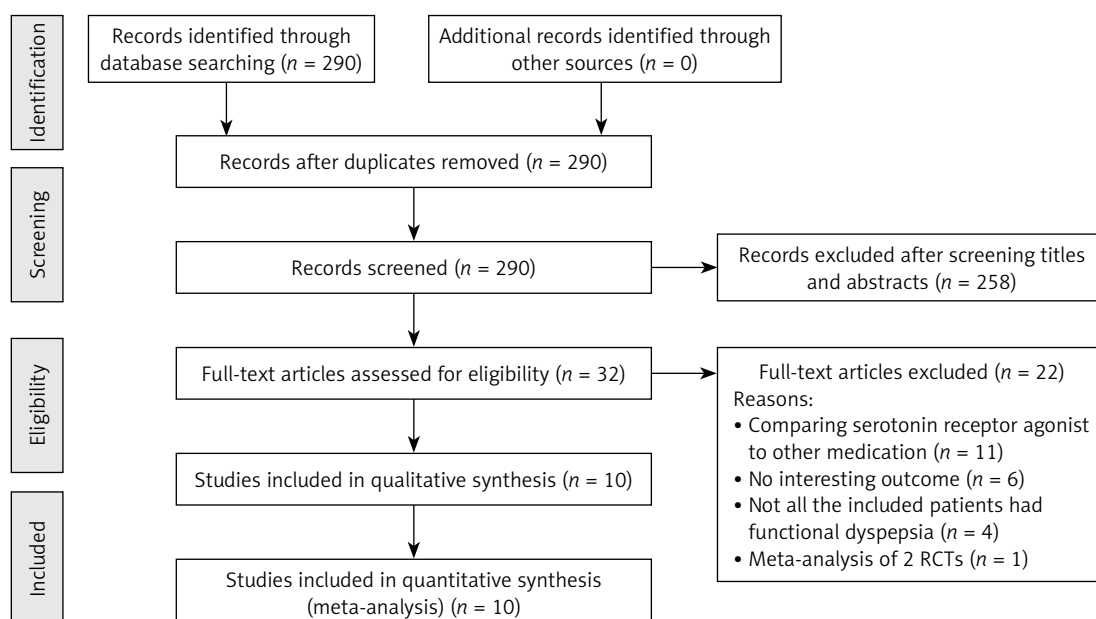 Identification
Records identified through
database searching (n = 290)
Additional records identified through
other sources (n = 0)
Records after duplicates removed (n = 290)
Screening
Records screened (n = 290)
Records excluded after screening titles
and abstracts (n = 258)
Eligibility
Full-text articles assessed for eligibility (n = 32)
Full-text articles excluded (n = 22)
Reasons:
• Comparing serotonin receptor agonist
to other medication (n = 11)
• No interesting outcome (n = 6)
• Not all the included patients had
functional dyspepsia (n = 4)
• Meta-analysis of 2 RCTs (n = 1)
Studies included in qualitative synthesis (n = 10)
Included
Studies included in quantitative synthesis
(meta-analysis) (n = 10)